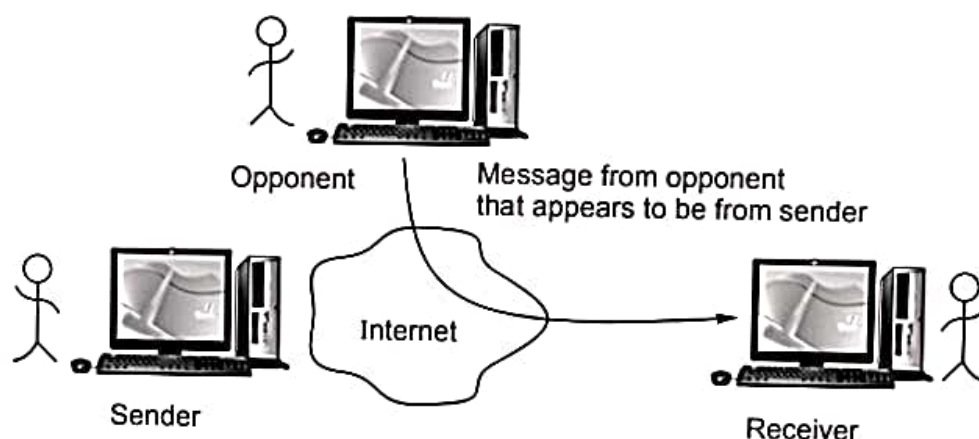 Opponent
Message from opponent
that appears to be from sender
Internet
Sender
Receiver